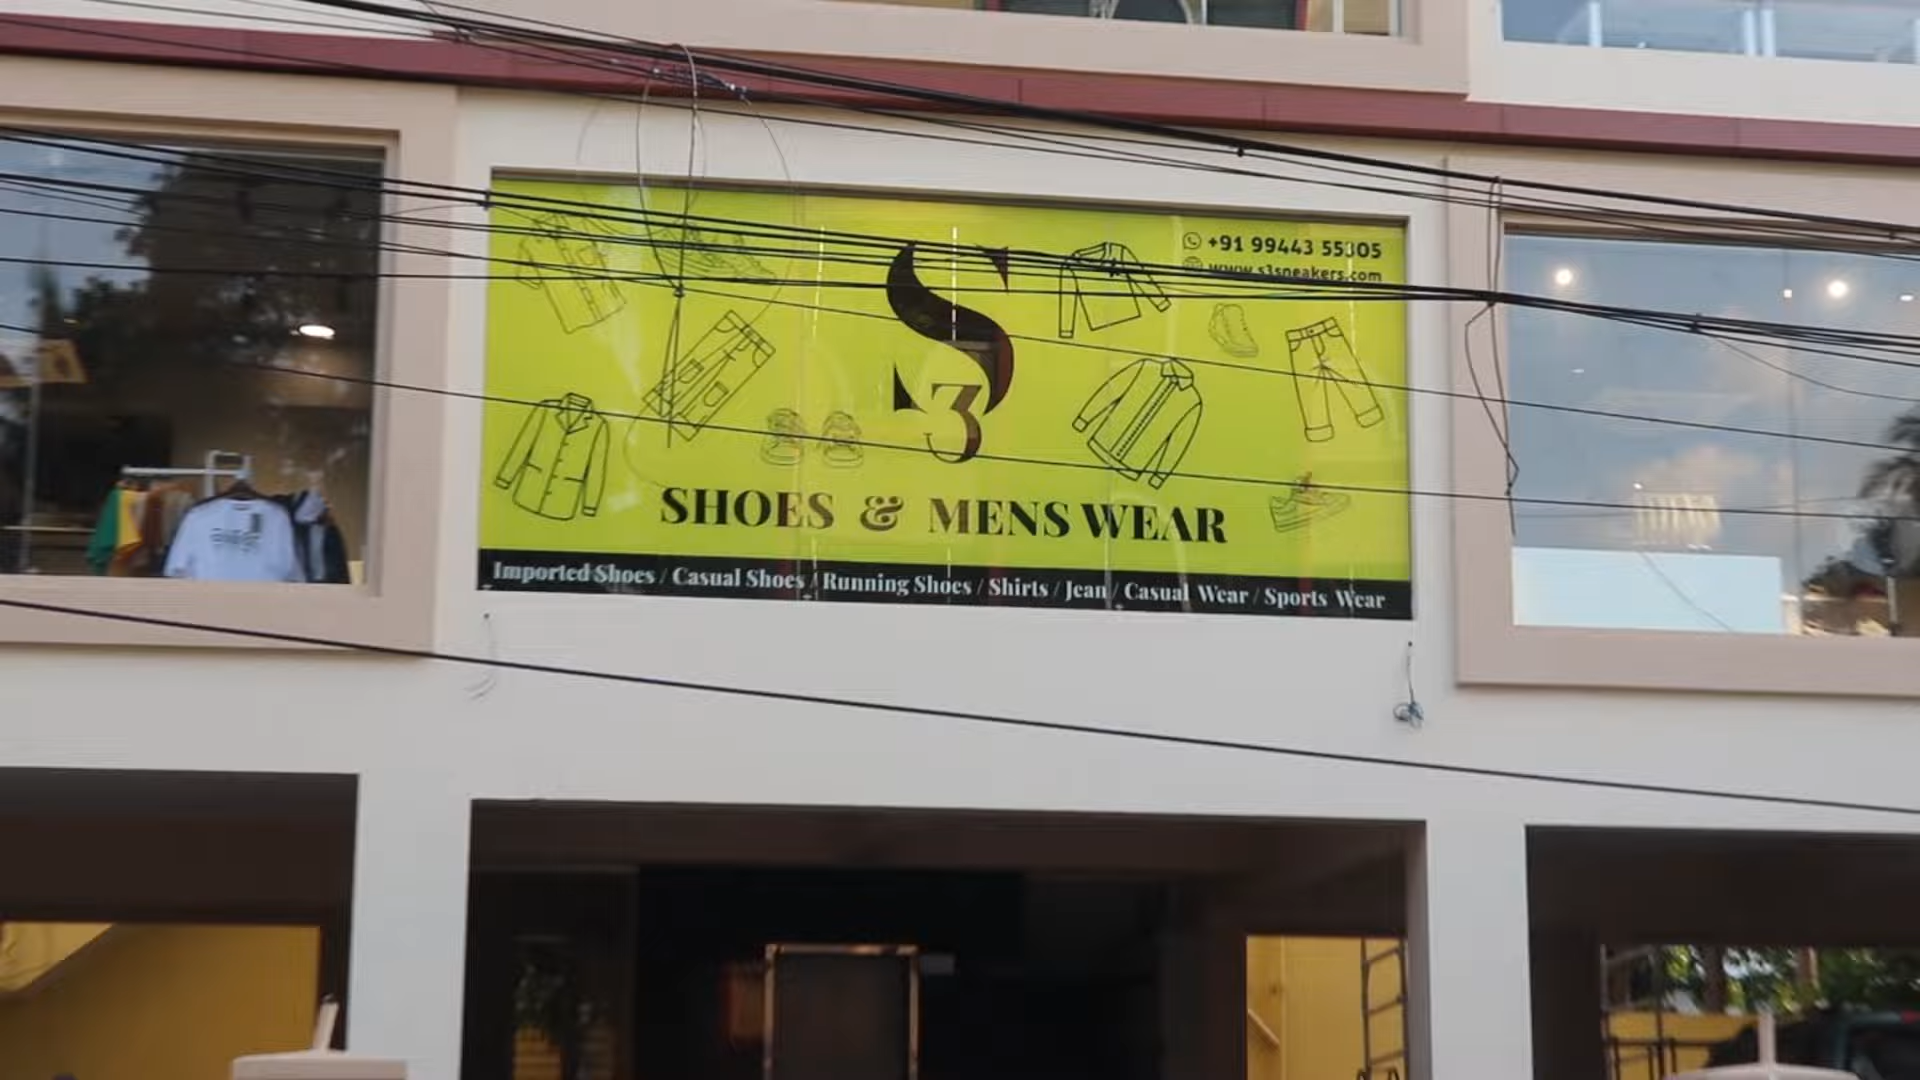 +91 99443 55305
www.s3sneakers.com
S3
SHOES & MENS WEAR
Imported Shoes / Casual Shoes / Running Shoes / Shirts / Jean / Casual Wear / Sports Wear